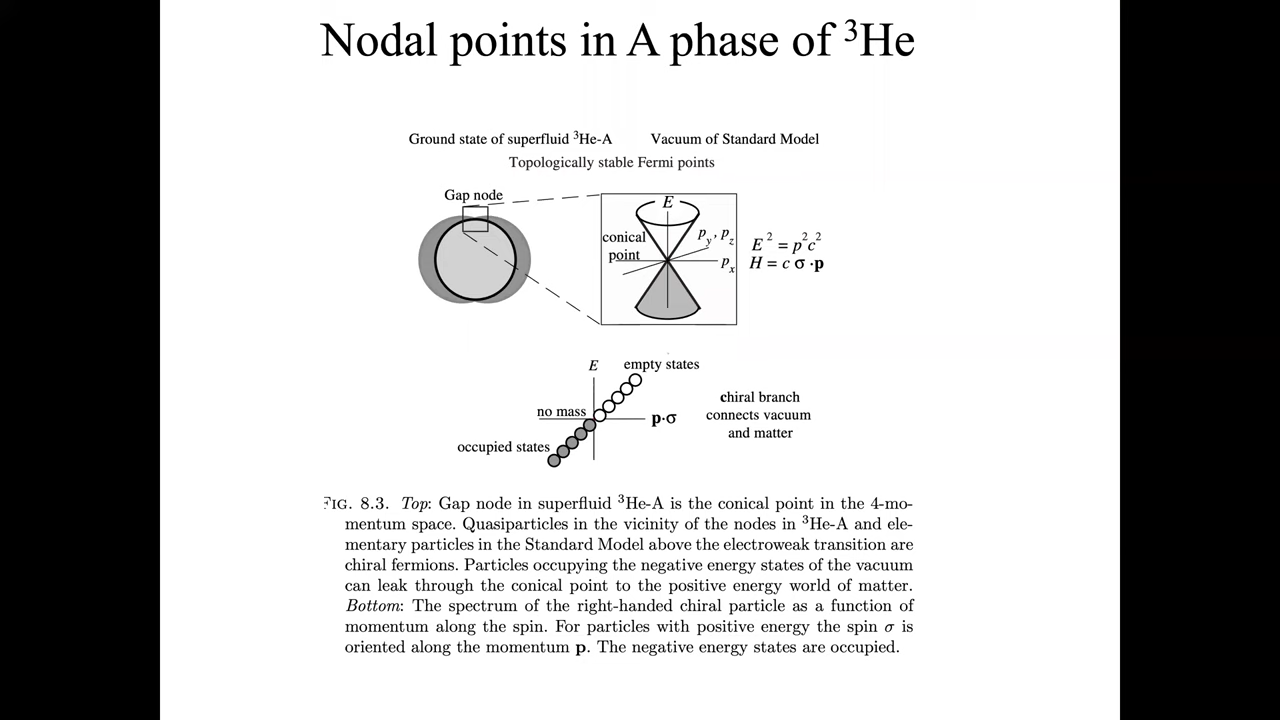 Nodal points in A phase of ³He
Ground state of superfluid ³He-A Vacuum of Standard Model
Topologically stable Fermi points
Gap node
E
conical
point
p_y, p_z
p_x
E² = p²c²
H = c σ · p
E empty states
no mass
p·σ
occupied states
chiral branch
connects vacuum
and matter
FIG. 8.3. Top: Gap node in superfluid ³He-A is the conical point in the 4-mo-
mentum space. Quasiparticles in the vicinity of the nodes in ³He-A and ele-
mentary particles in the Standard Model above the electroweak transition are
chiral fermions. Particles occupying the negative energy states of the vacuum
can leak through the conical point to the positive energy world of matter.
Bottom: The spectrum of the right-handed chiral particle as a function of
momentum along the spin. For particles with positive energy the spin σ is
oriented along the momentum p. The negative energy states are occupied.